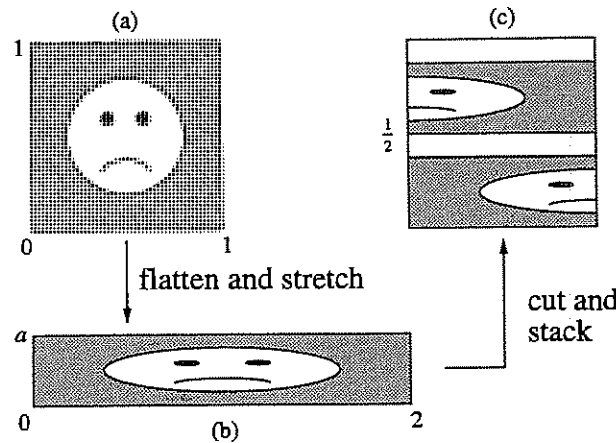 (a)
(c)
1
0
1
1/2
flatten and stretch
cut and
stack
a
0
2
(b)